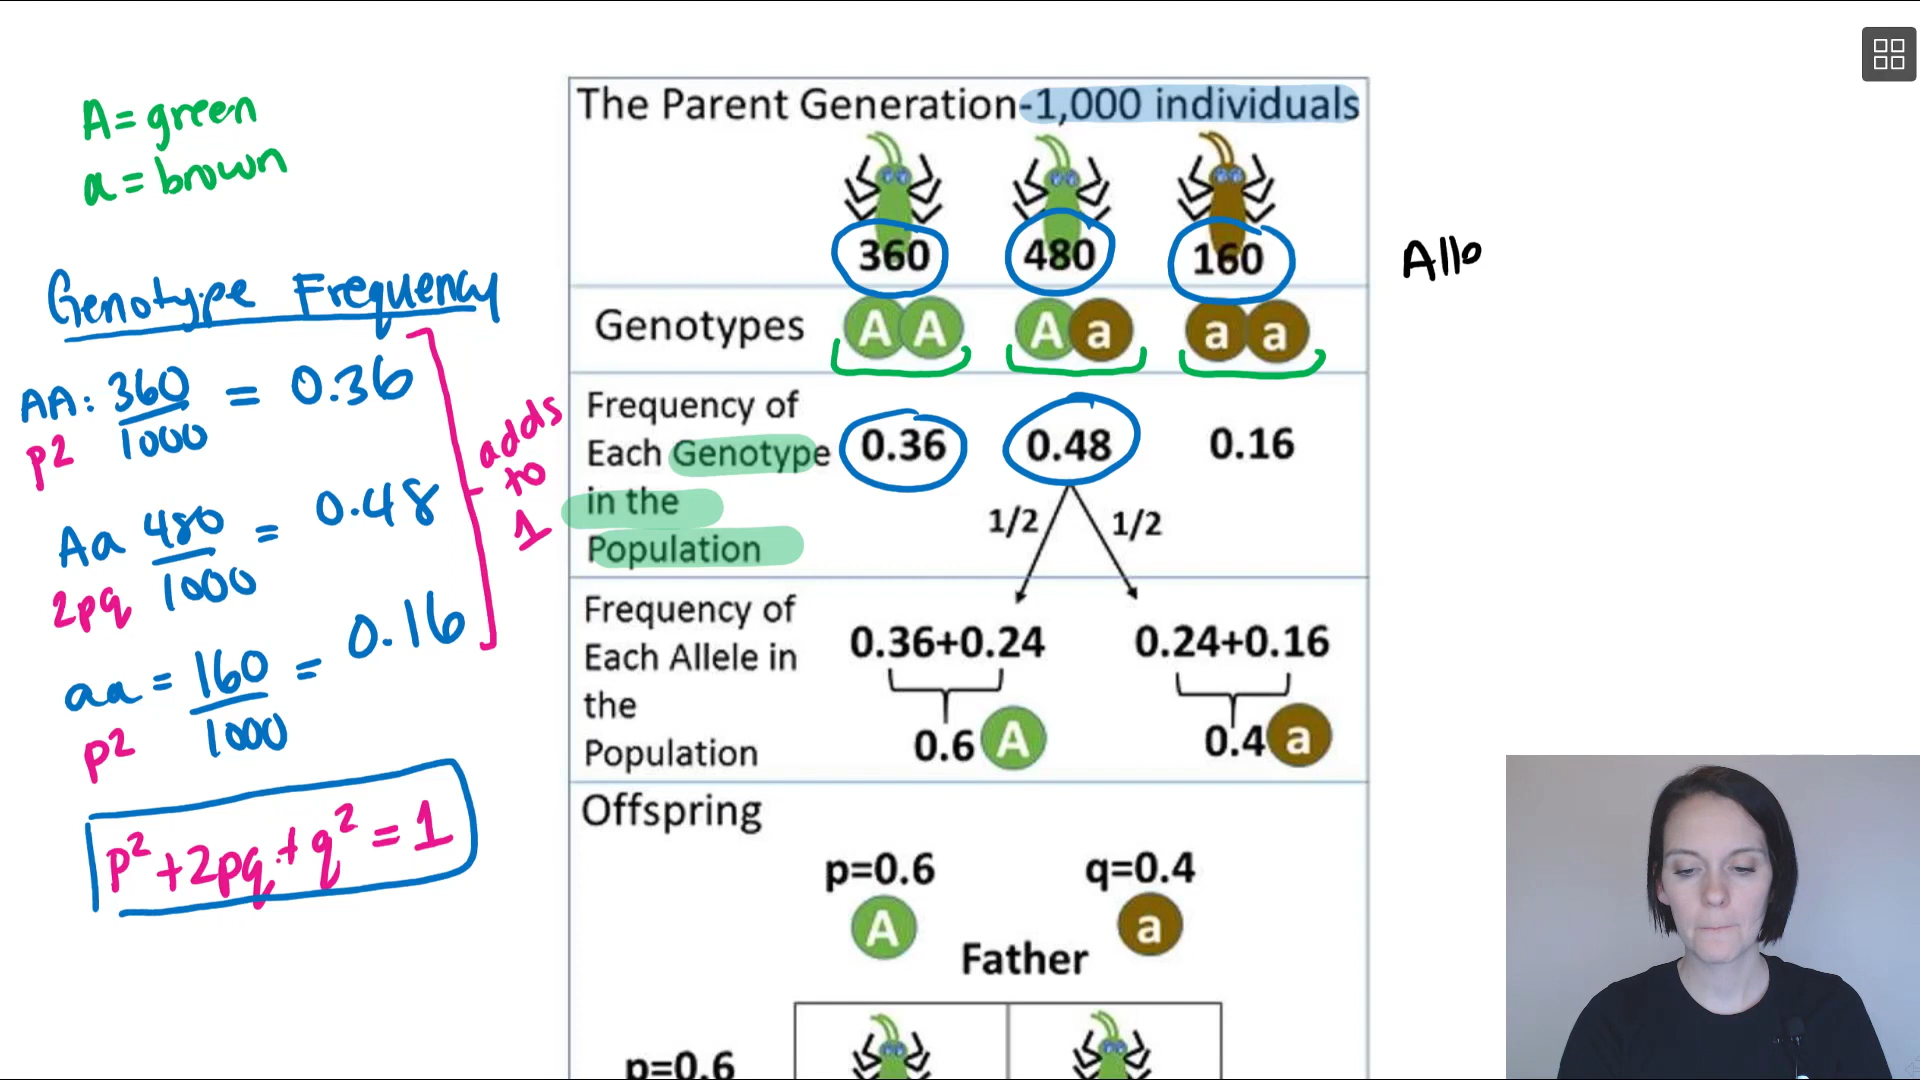 A = green
a = brown
Genotype Frequency
AA: 360/1000 = 0.36
p2
Aa 480/1000 = 0.48
2pq
aa = 160/1000 = 0.16
p2
adds
to
1
p² + 2pq + q² = 1
The Parent Generation-1,000 individuals
360 480 160
Genotypes AA Aa aa
Frequency of
Each Genotype 0.36 0.48 0.16
in the
Population
1/2 1/2
Frequency of
Each Allele in
the
Population
0.36+0.24 0.24+0.16
0.6 A 0.4 a
Offspring
p=0.6 q=0.4
A a
Father
p=0.6
Allo